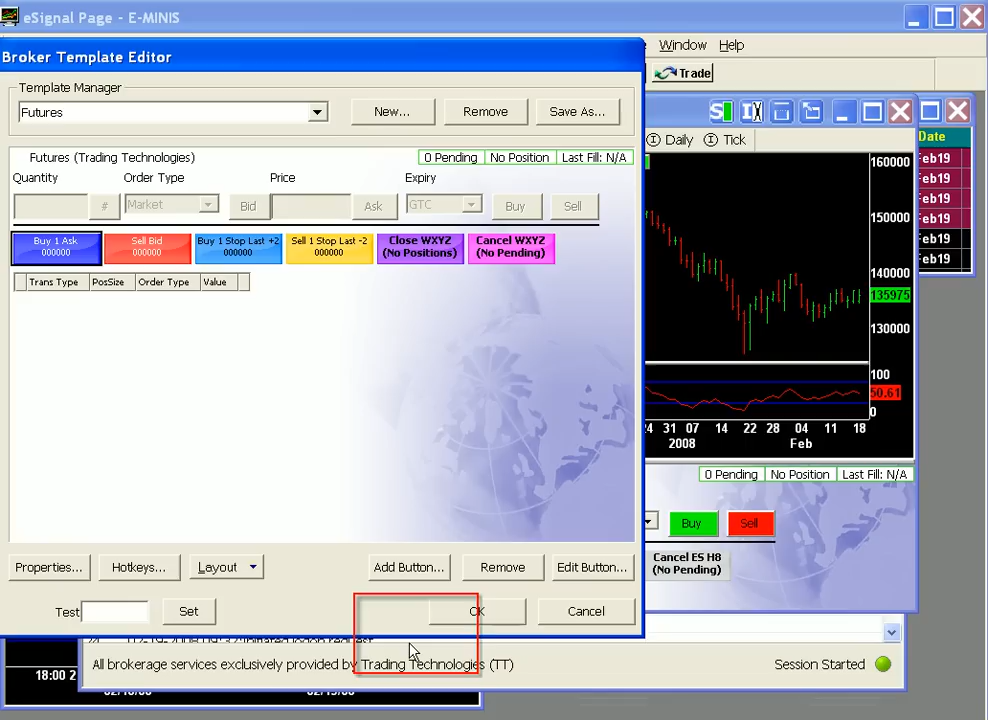 eSignal Page - E-MINIS
Window Help
Broker Template Editor
Trade
Template Manager
Futures
New...
Remove
Save As...
Daily
Tick
Date
Futures (Trading Technologies)
0 Pending
No Position
Last Fill: N/A
Quantity
Order Type
Price
Expiry
#
Market
Bid
Ask
GTC
Buy
Sell
Buy 1 Ask
000000
Sell Bid
000000
Buy 1 Stop Last +2
000000
Sell 1 Stop Last -2
000000
Close WXYZ
(No Positions)
Cancel WXYZ
(No Pending)
Trans Type
PosSize
Order Type
Value
160000
150000
140000
135975
130000
100
50.61
0
Feb19
Feb19
Feb19
Feb19
Feb19
Feb19
24 31 07 14 22 28 04 11 18
2008
Feb
0 Pending
No Position
Last Fill: N/A
Buy
Sell
Cancel ES H8
(No Pending)
Properties...
Hotkeys...
Layout
Add Button...
Remove
Edit Button...
Test
Set
OK
Cancel
All brokerage services exclusively provided by Trading Technologies (TT)
Session Started
18:00 2